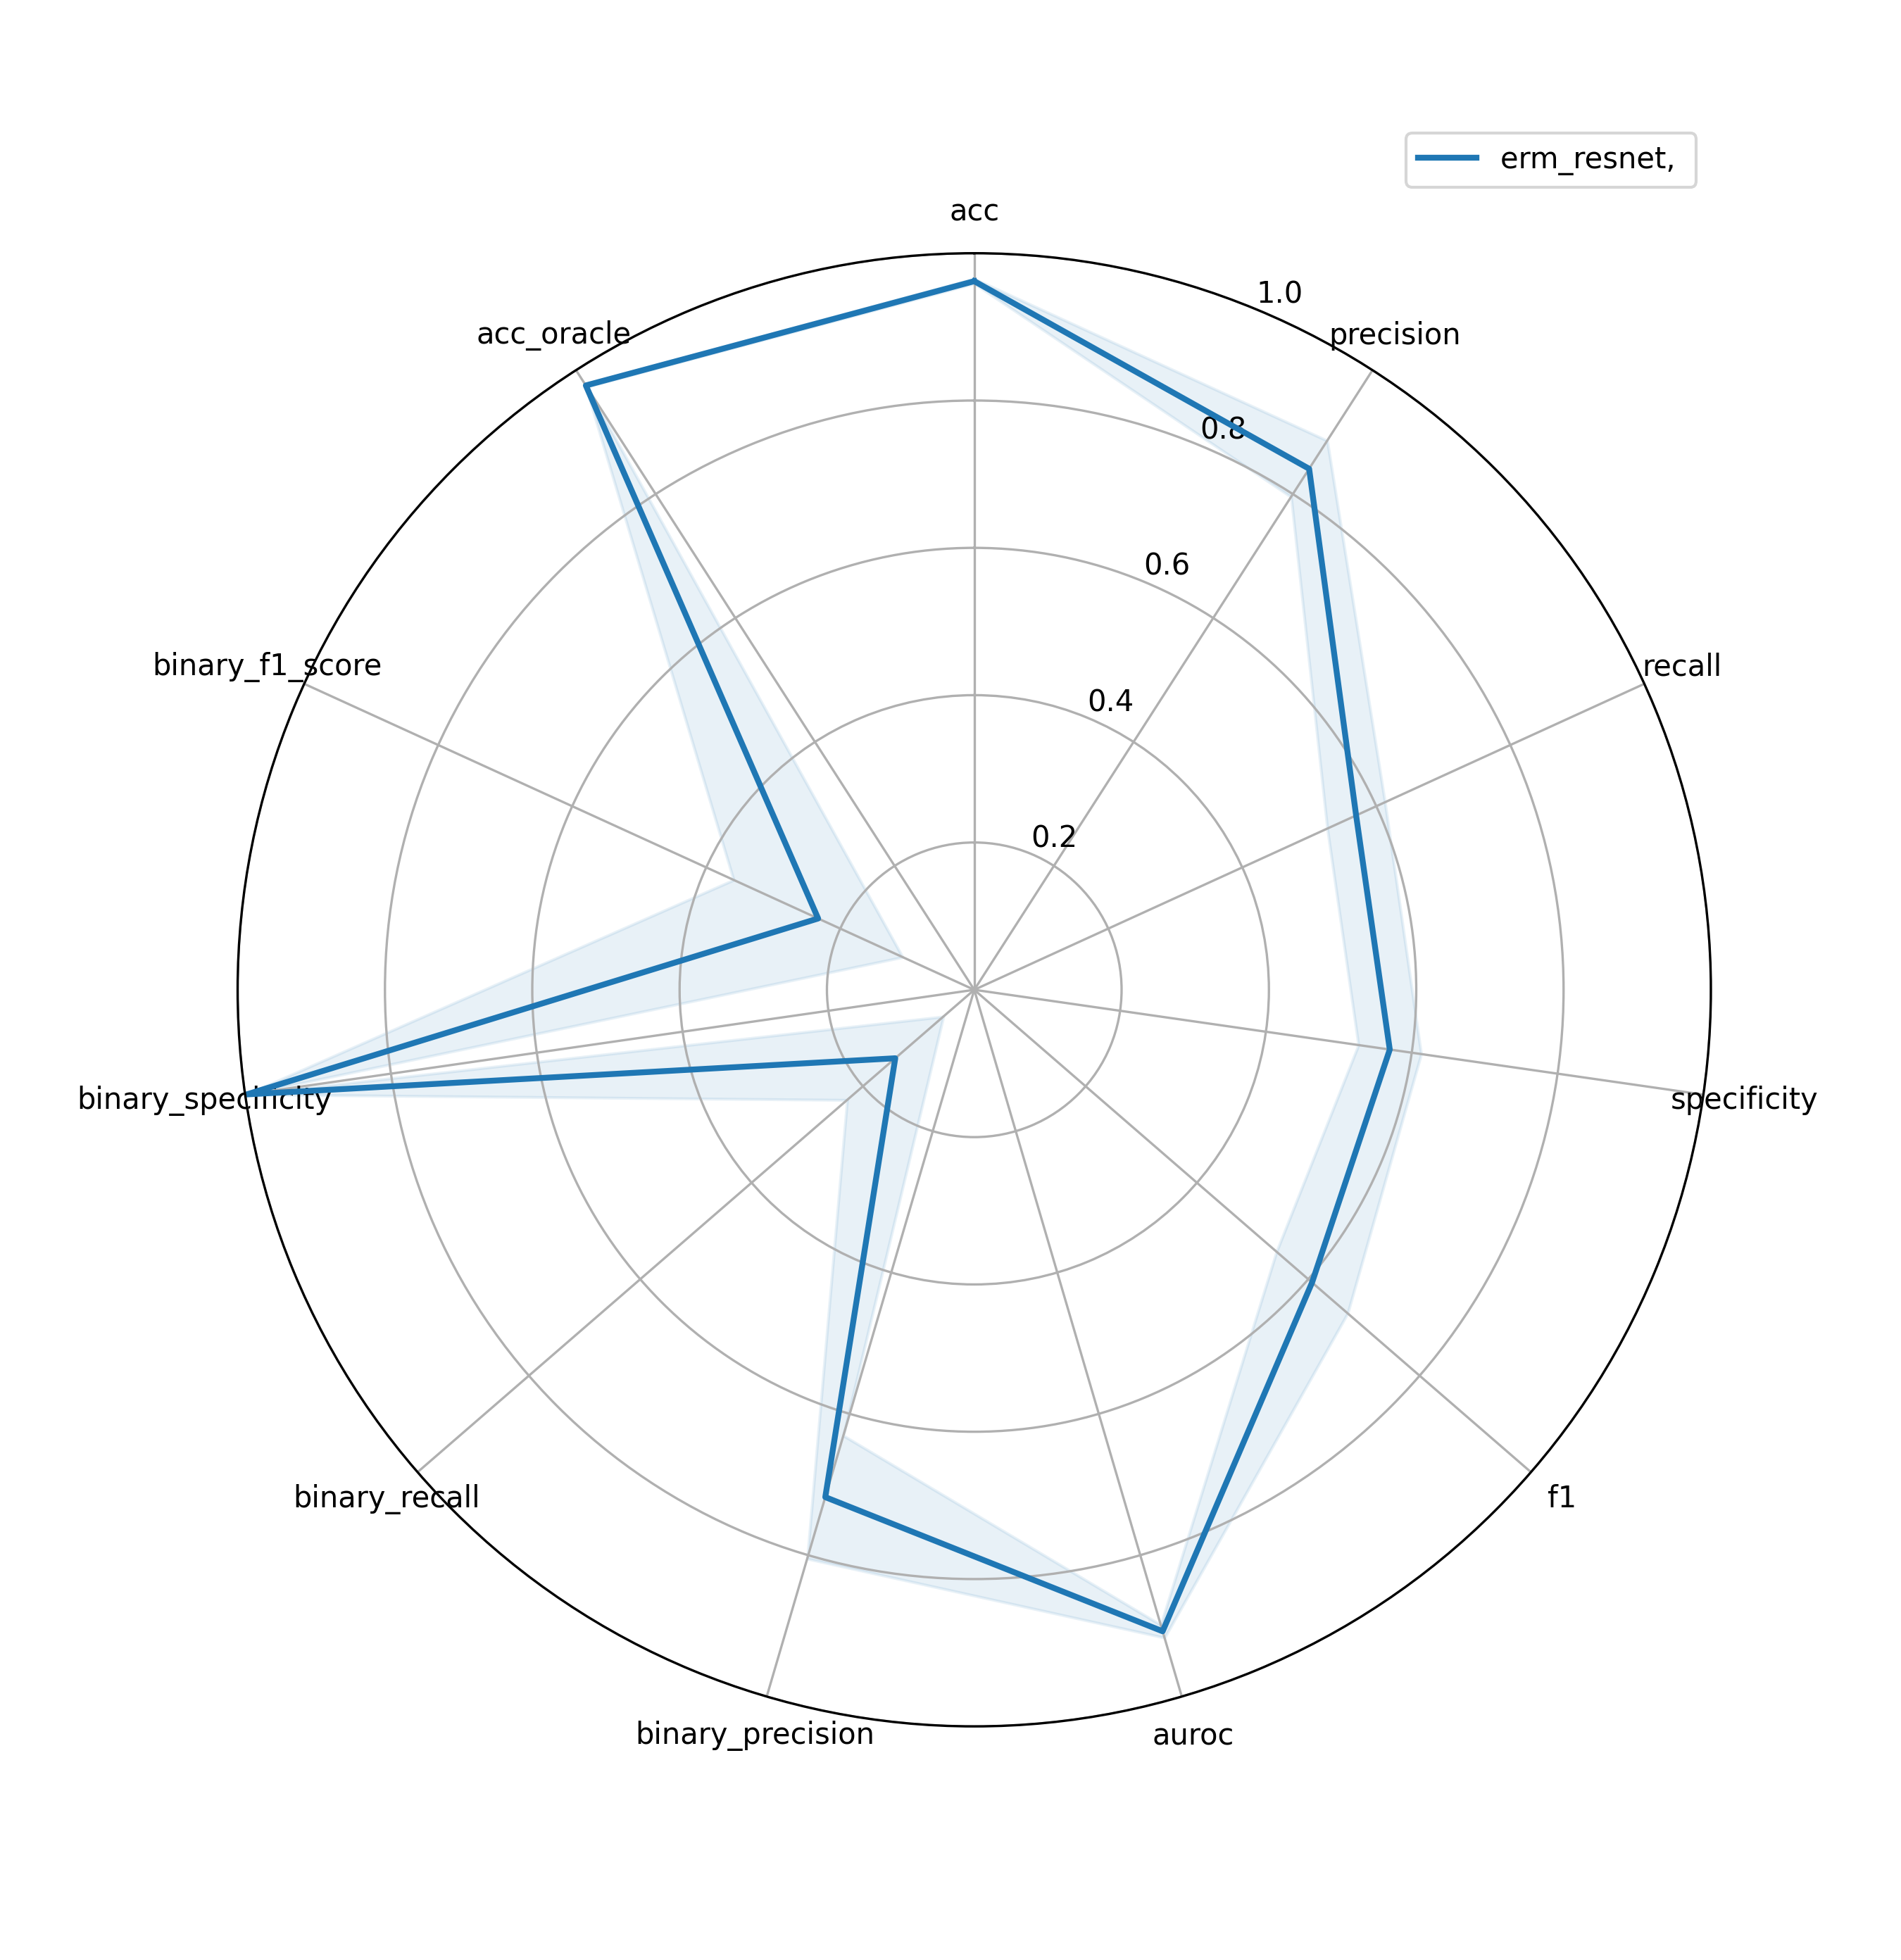 erm_resnet,
acc
1.0
acc_oracle
precision
0.8
0.6
binary_f1_score
recall
0.4
0.2
binary_specificity
specificity
binary_recall
f1
binary_precision
auroc